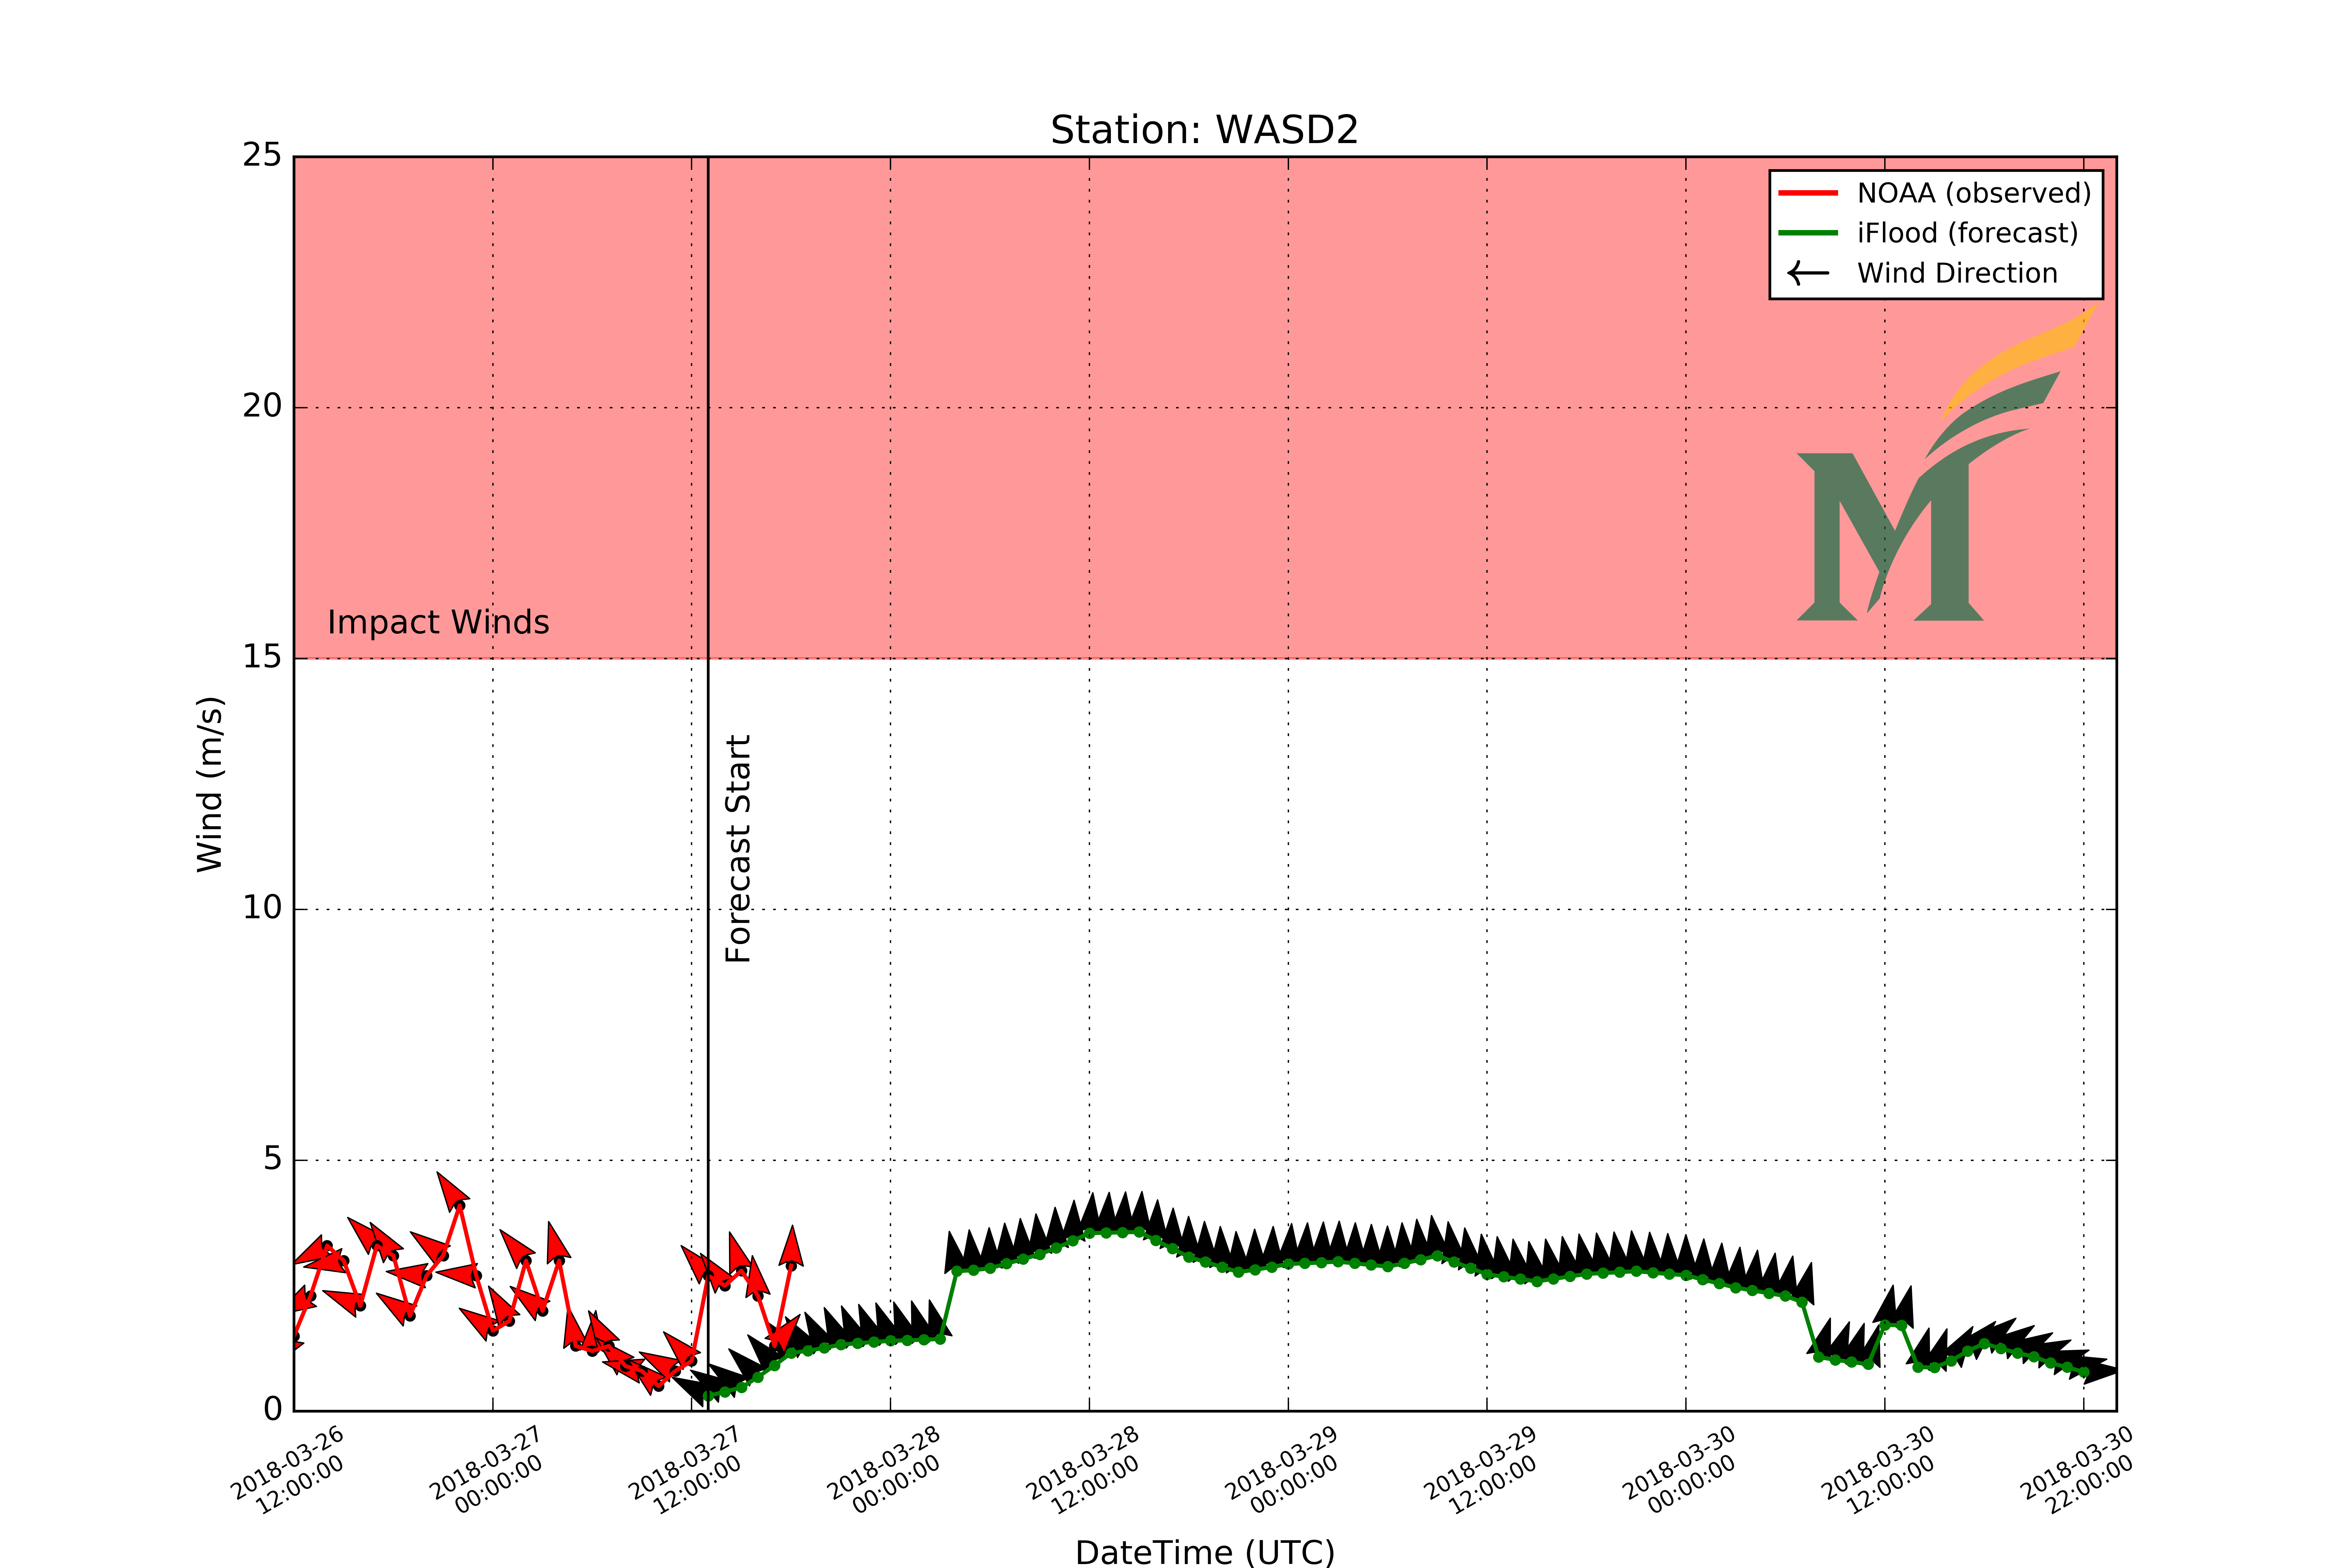 Station: WASD2
25
20
15
10
5
0
Wind (m/s)
NOAA (observed)
iFlood (forecast)
Wind Direction
Impact Winds
Forecast Start
M
2018-03-26
12:00:00
2018-03-27
00:00:00
2018-03-27
12:00:00
2018-03-28
00:00:00
2018-03-28
12:00:00
2018-03-29
00:00:00
2018-03-29
12:00:00
2018-03-30
00:00:00
2018-03-30
12:00:00
2018-03-30
22:00:00
DateTime (UTC)